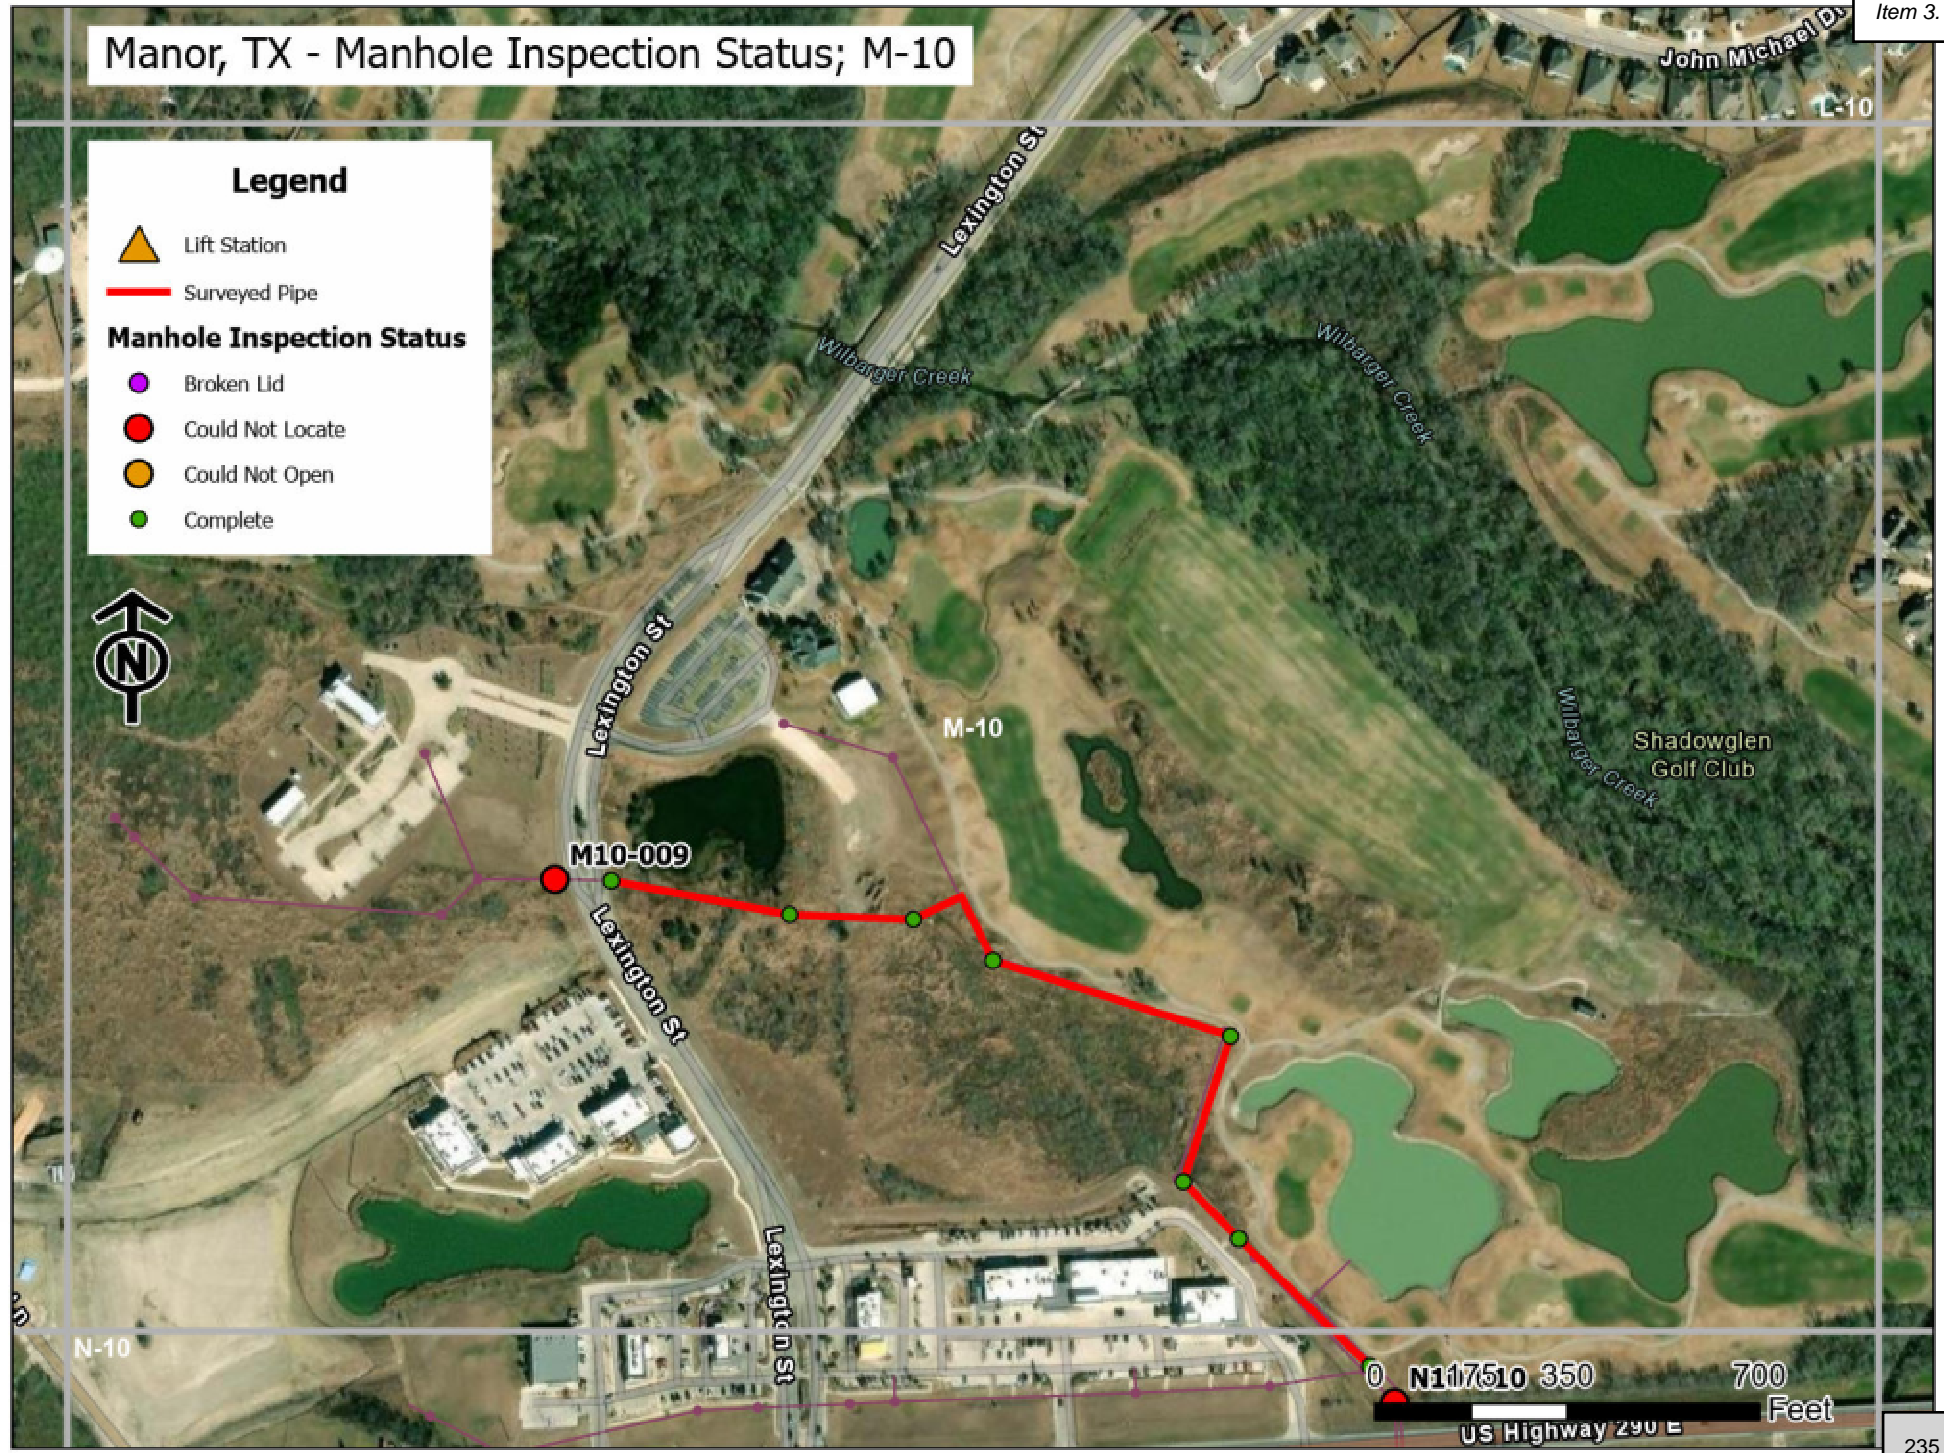 Item 3.
Manor, TX - Manhole Inspection Status; M-10
John Michael Dr
L-10
Lexington St
Legend
Lift Station
Surveyed Pipe
Manhole Inspection Status
Broken Lid
Could Not Locate
Could Not Open
Complete
Wilbarger Creek
Wilbarger Creek
N
Lexington St
M-10
Wilbarger Creek
Shadowglen
Golf Club
M10-009
Lexington St
Lexington St
Ln
N-10
0 175 350 700
Feet
US Highway 290 E
235